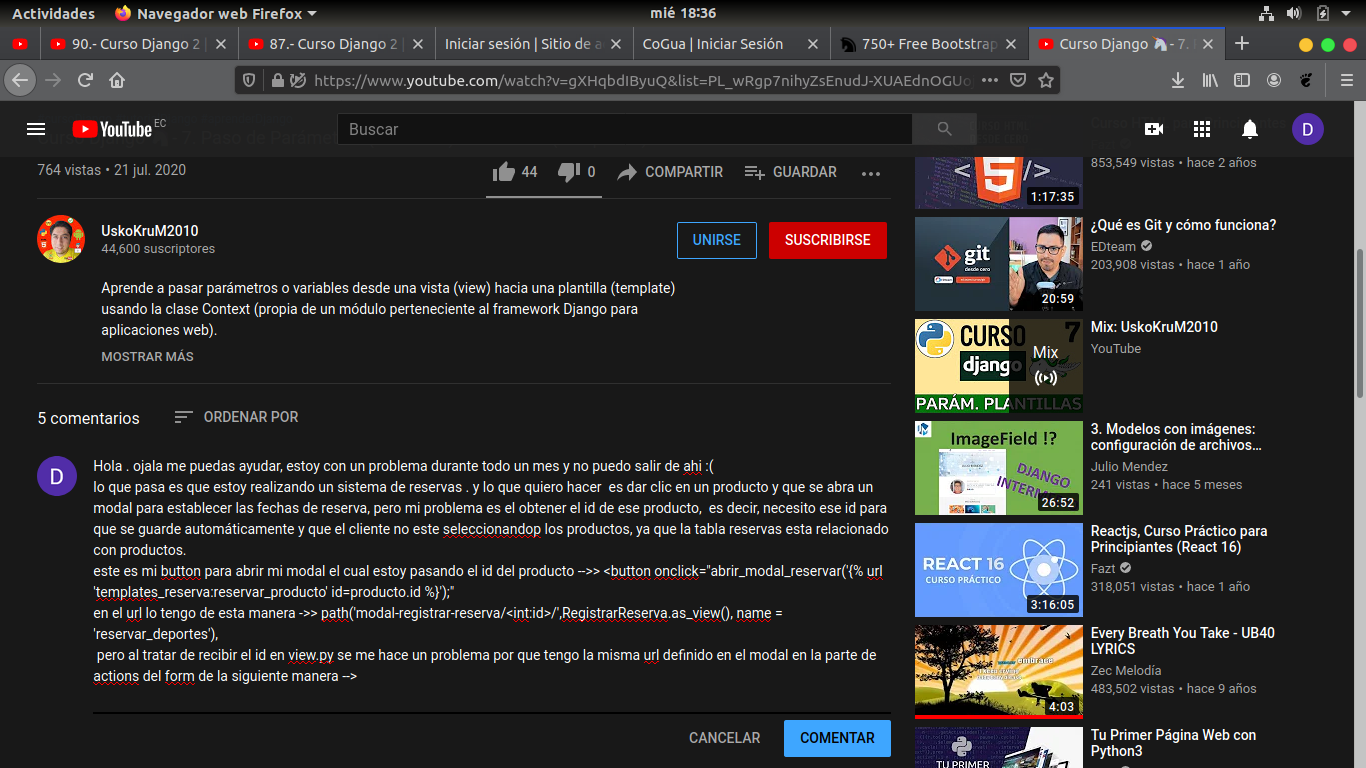 Actividades
Navegador web Firefox
mié 18:36
90.- Curso Django 2 |
87.- Curso Django 2 |
Iniciar sesión | Sitio de a
CoGua | Iniciar Sesión
750+ Free Bootstrap
Curso Django 🦄 - 7.
https://www.youtube.com/watch?v=gXHqbdIByuQ&list=PL_wRgp7nihyZsEnudJ-XUAEdnOGUo
YouTube EC
Buscar
D
764 vistas • 21 jul. 2020
44
0
COMPARTIR
GUARDAR
UskoKruM2010
44,600 suscriptores
UNIRSE
SUSCRIBIRSE
Aprende a pasar parámetros o variables desde una vista (view) hacia una plantilla (template)
usando la clase Context (propia de un módulo perteneciente al framework Django para
aplicaciones web).
MOSTRAR MÁS
5 comentarios
ORDENAR POR
D
Hola . ojala me puedas ayudar, estoy con un problema durante todo un mes y no puedo salir de ahi :(
lo que pasa es que estoy realizando un sistema de reservas . y lo que quiero hacer  es dar clic en un producto y que se abra un
modal para establecer las fechas de reserva, pero mi problema es el obtener el id de ese producto,  es decir, necesito ese id para
que se guarde automáticamente y que el cliente no este seleccionandop los productos, ya que la tabla reservas esta relacionado
con productos.
este es mi button para abrir mi modal el cual estoy pasando el id del producto -->> <button onclick="abrir_modal_reservar('{% url
'templates_reserva:reservar_producto' id=producto.id %}');"
en el url lo tengo de esta manera ->> path('modal-registrar-reserva/<int:id>/',RegistrarReserva.as_view(), name =
'reservar_deportes'),
pero al tratar de recibir el id en view.py se me hace un problema por que tengo la misma url definido en el modal en la parte de
actions del form de la siguiente manera -->
CANCELAR
COMENTAR
853,549 vistas • hace 2 años
1:17:35
¿Qué es Git y cómo funciona?
EDteam
203,908 vistas • hace 1 año
git
desde cero
20:59
Mix: UskoKruM2010
YouTube
CURSO 7
django
Mix
PARÁM. PLANTILLAS
3. Modelos con imágenes:
configuración de archivos...
Julio Mendez
241 vistas • hace 5 meses
ImageField !?
DJANGO
INTERM
26:52
Reactjs, Curso Práctico para
Principiantes (React 16)
Fazt
318,051 vistas • hace 1 año
REACT 16
CURSO PRÁCTICO
3:16:05
Every Breath You Take - UB40
LYRICS
Zec Melodía
483,502 vistas • hace 9 años
embrace
4:03
Tu Primer Página Web con
Python3
TU PRIMER